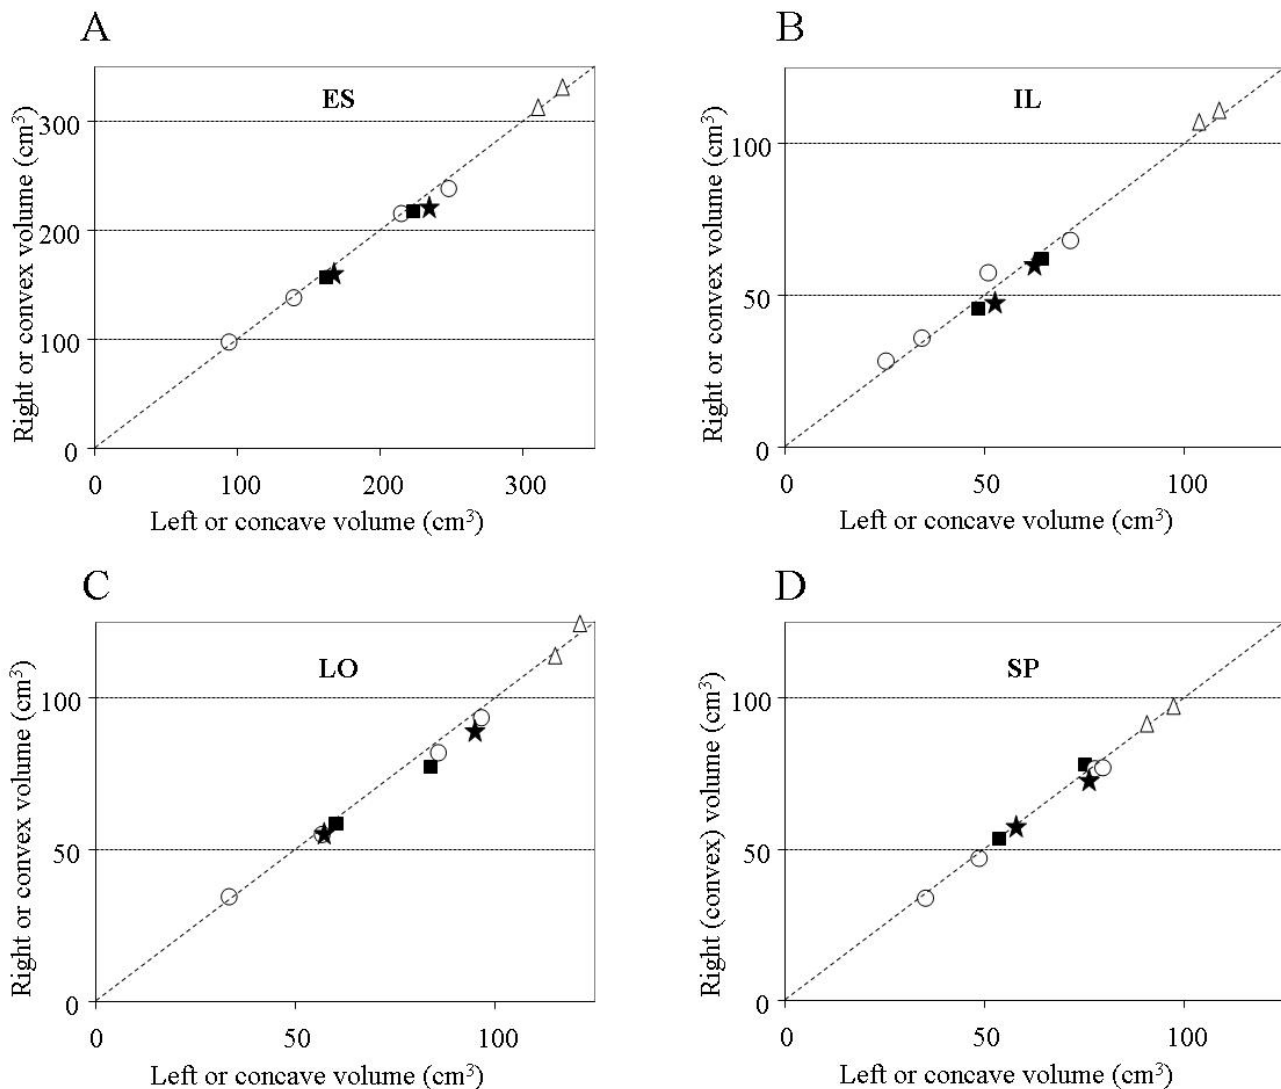 A
ES
Right or convex volume (cm³)
300
200
100
0
0 100 200 300
Left or concave volume (cm³)
B
IL
Right or convex volume (cm³)
100
50
0
0 50 100
Left or concave volume (cm³)
C
LO
Right or convex volume (cm³)
100
50
0
0 50 100
Left or concave volume (cm³)
D
SP
Right (convex) volume (cm³)
100
50
0
0 50 100
Left or concave volume (cm³)